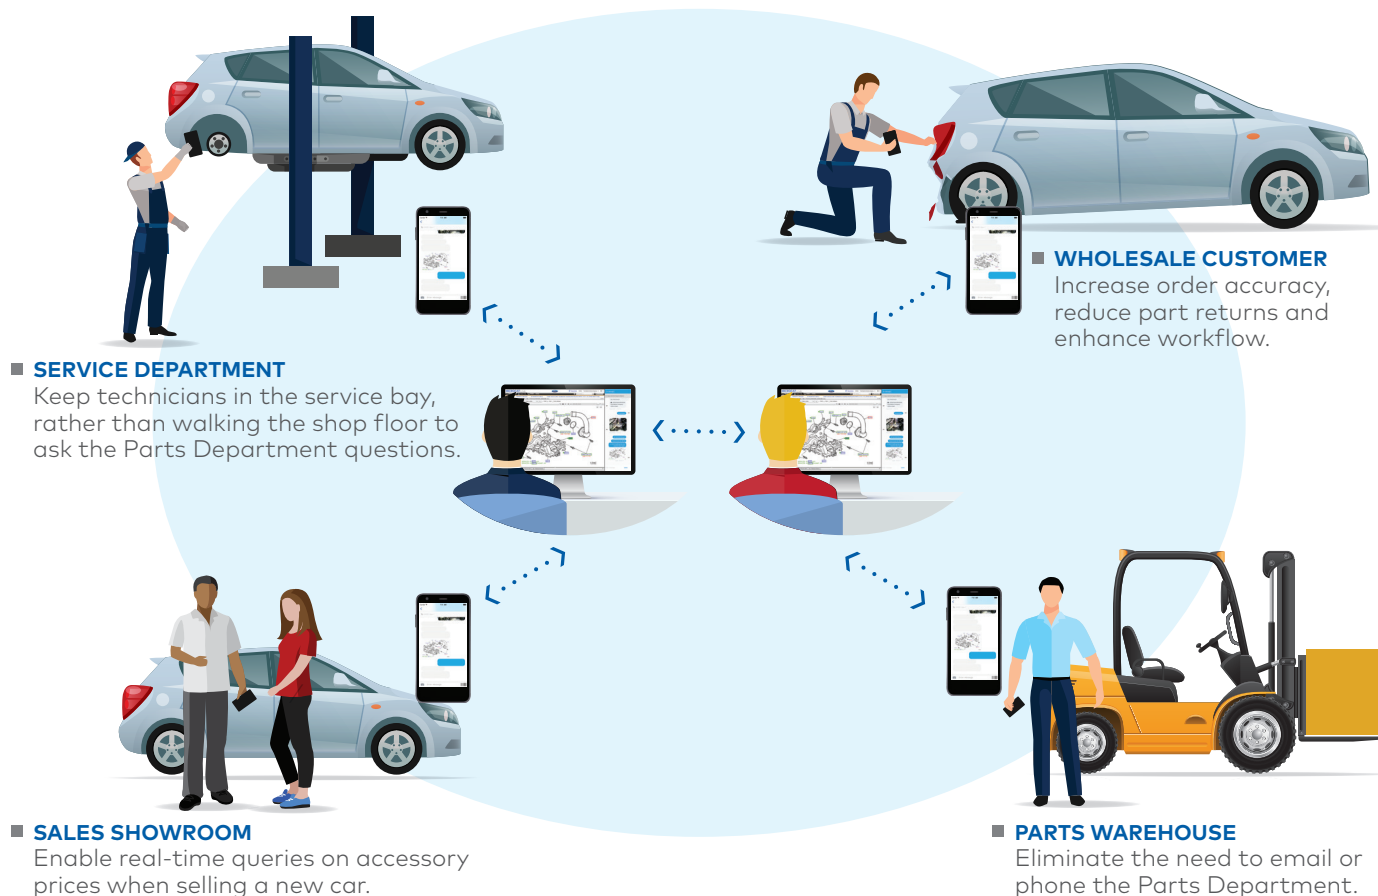 WHOLESALE CUSTOMER
Increase order accuracy,
reduce part returns and
enhance workflow.
SERVICE DEPARTMENT
Keep technicians in the service bay,
rather than walking the shop floor to
ask the Parts Department questions.
SALES SHOWROOM
Enable real-time queries on accessory
prices when selling a new car.
PARTS WAREHOUSE
Eliminate the need to email or
phone the Parts Department.